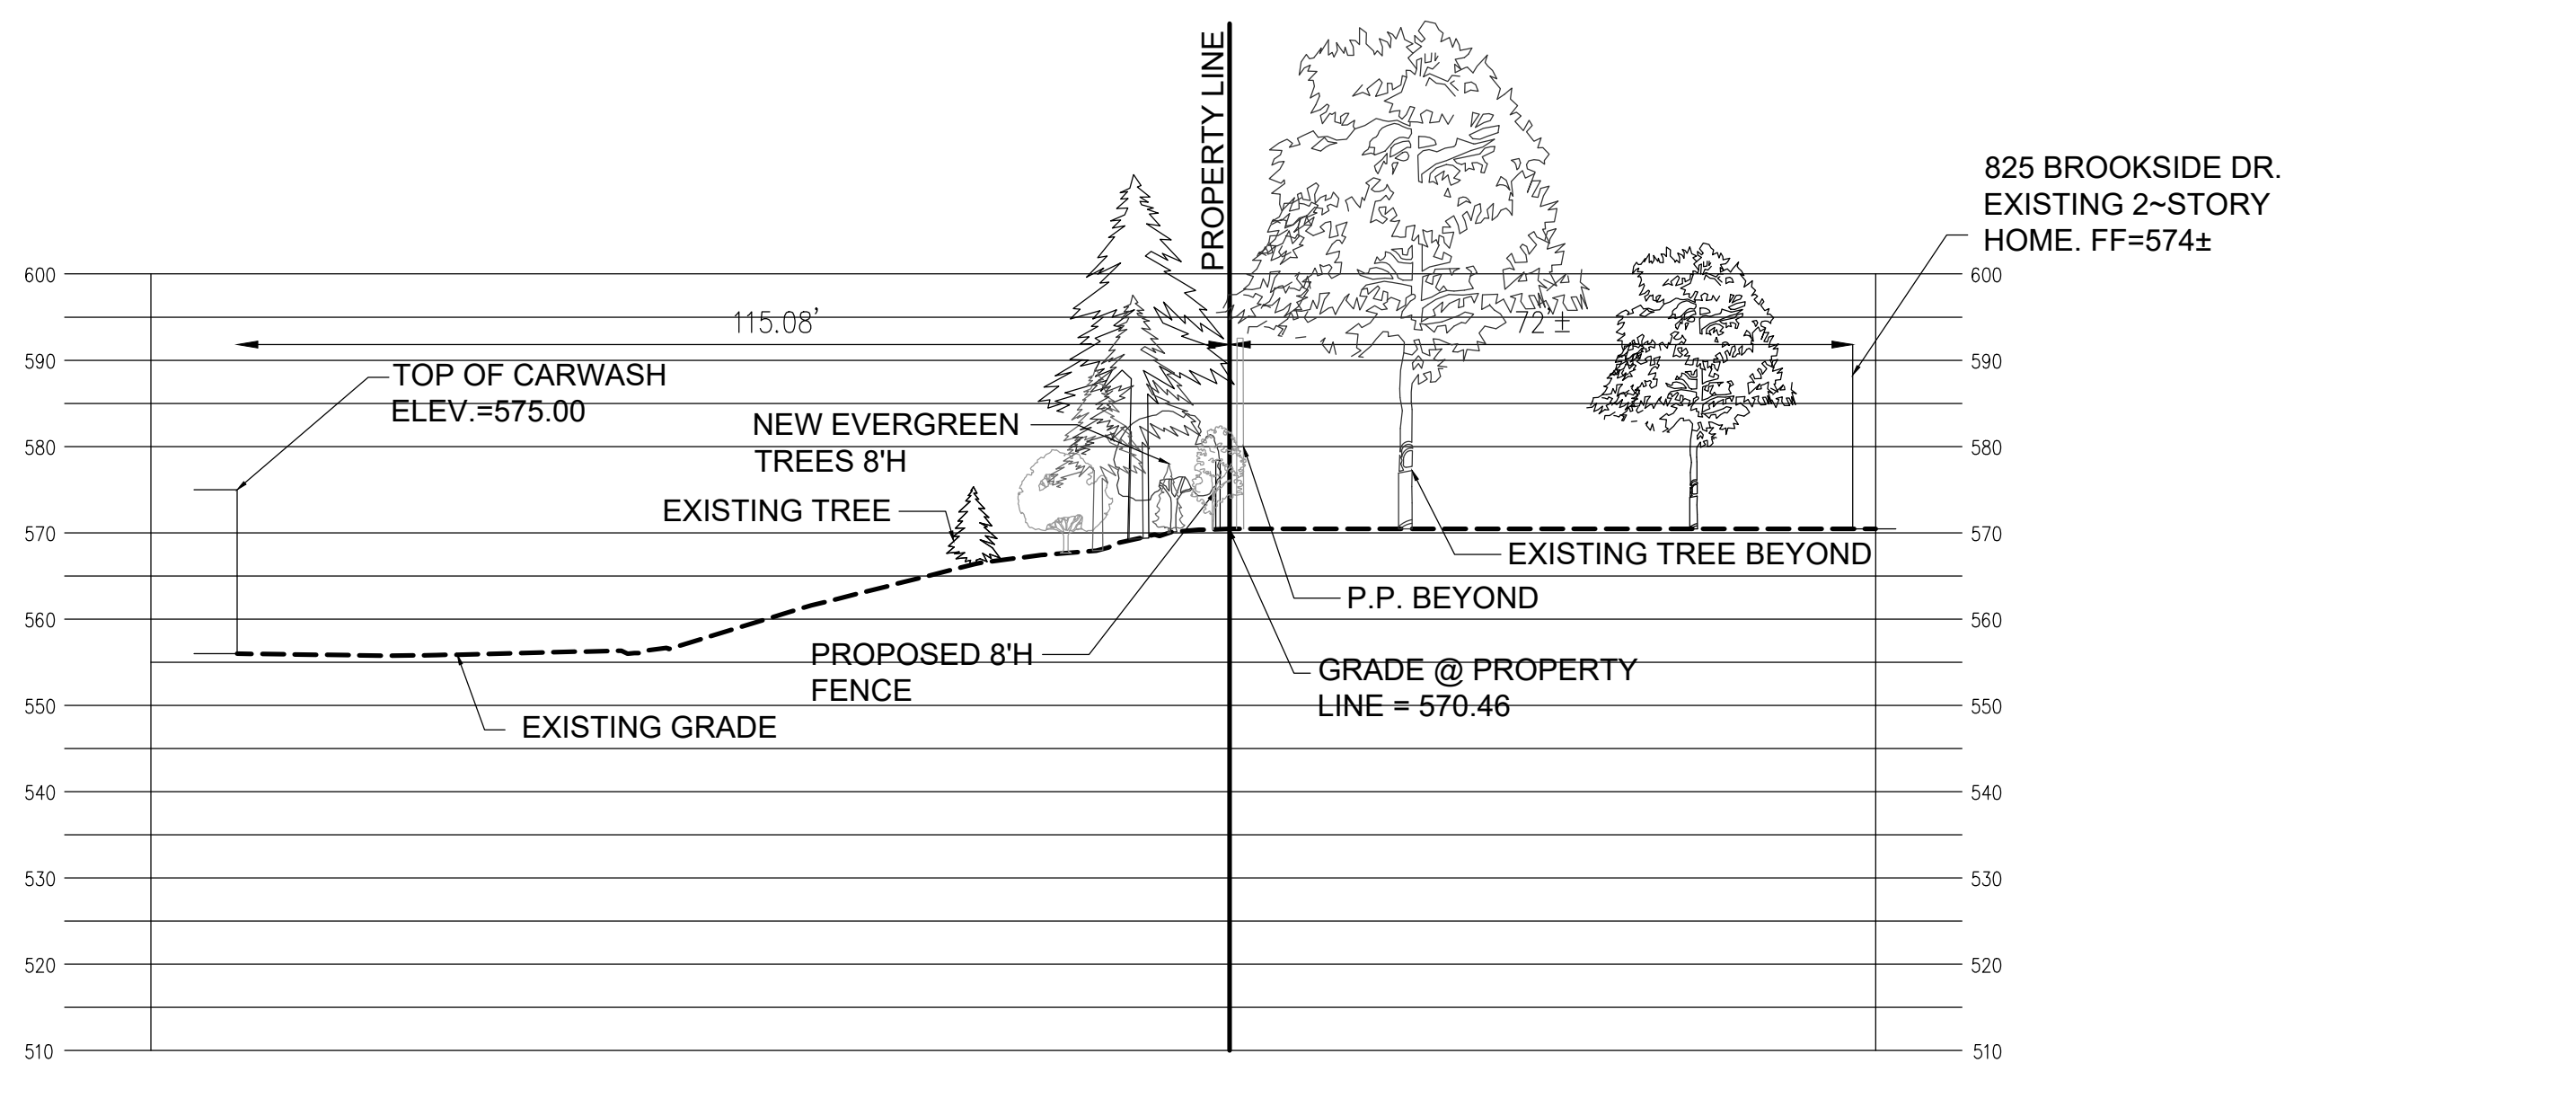 PROPERTY LINE
825 BROOKSIDE DR.
EXISTING 2~STORY
HOME. FF=574±
600
600
115.08'
72'±
590
590
TOP OF CARWASH
ELEV.=575.00
NEW EVERGREEN
TREES 8'H
580
580
EXISTING TREE
570
570
EXISTING TREE BEYOND
P.P. BEYOND
560
560
PROPOSED 8'H
FENCE
GRADE @ PROPERTY
LINE = 570.46
550
550
EXISTING GRADE
540
540
530
530
520
520
510
510